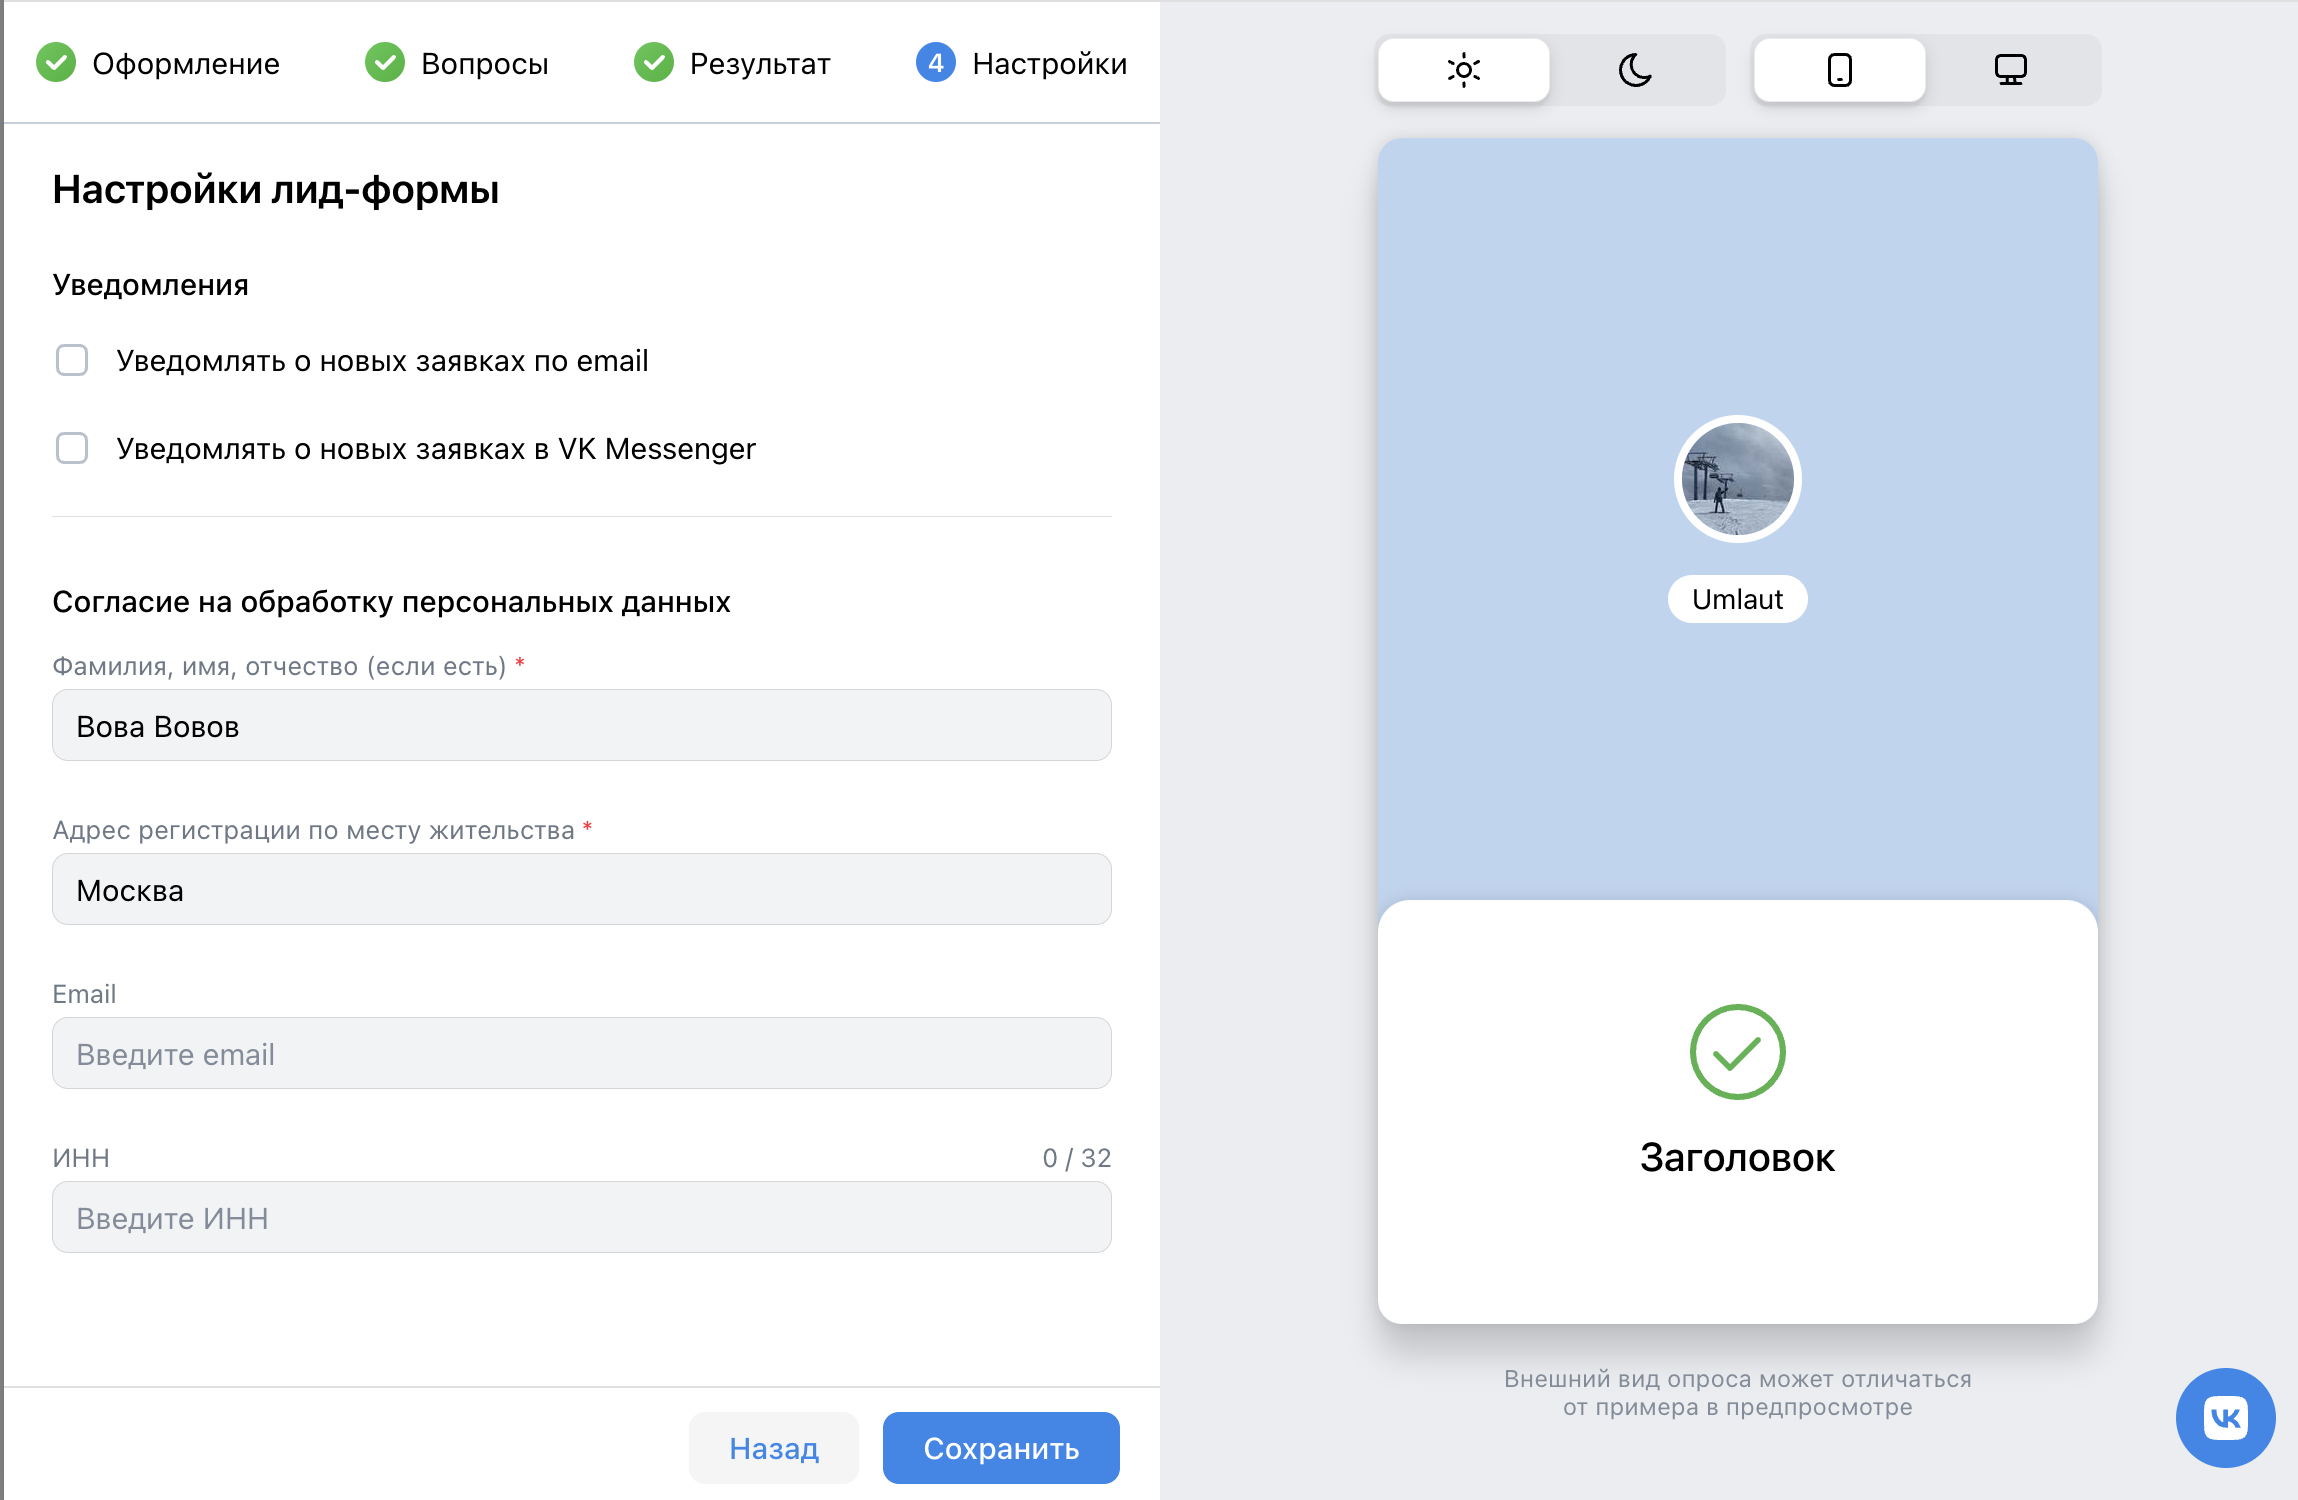 Оформление
Вопросы
Результат
4 Настройки
Настройки лид-формы
Уведомления
Уведомлять о новых заявках по email
Уведомлять о новых заявках в VK Messenger
Согласие на обработку персональных данных
Фамилия, имя, отчество (если есть) *
Вова Вовов
Адрес регистрации по месту жительства *
Москва
Email
Введите email
ИНН 0 / 32
Введите ИНН
Назад
Сохранить
Umlaut
Заголовок
Внешний вид опроса может отличаться
от примера в предпросмотре
VK